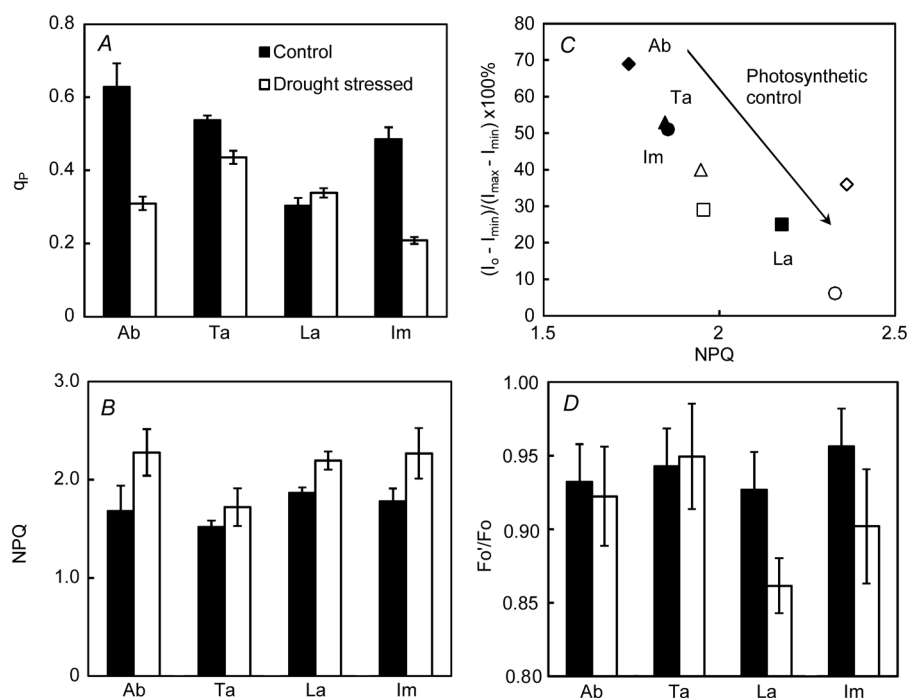 A
0.8
0.6
0.4
0.2
0.0
qP
Control
Drought stressed
Ab Ta La Im
B
3.0
2.0
1.0
0
NPQ
Ab Ta La Im
C
80
70
60
50
40
30
20
10
0
(Io - Imin)/(Imax - Imin) x100%
Ab
Photosynthetic
control
Ta
Im
La
1.5 2 2.5
NPQ
D
1.00
0.95
0.90
0.85
0.80
Fo'/Fo
Ab Ta La Im